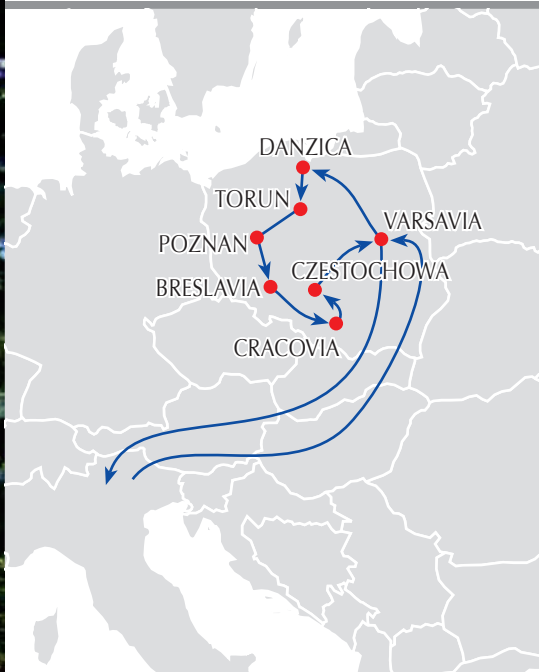 DANZICA
TORUN
VARSAVIA
POZNAN
CZESTOCHOWA
BRESLAVIA
CRACOVIA